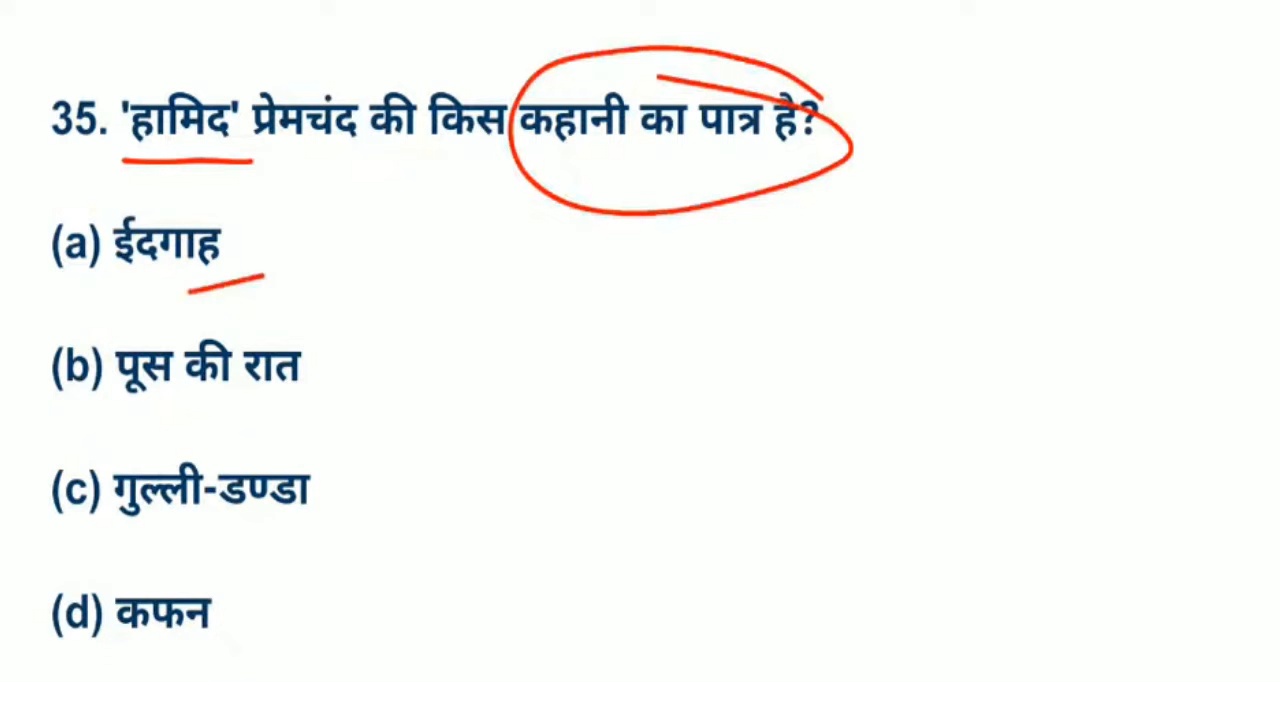 35. 'हामिद' प्रेमचंद की किस कहानी का पात्र हे?
(a) ईदगाह
(b) पूस की रात
(c) गुल्ली-डण्डा
(d) कफन